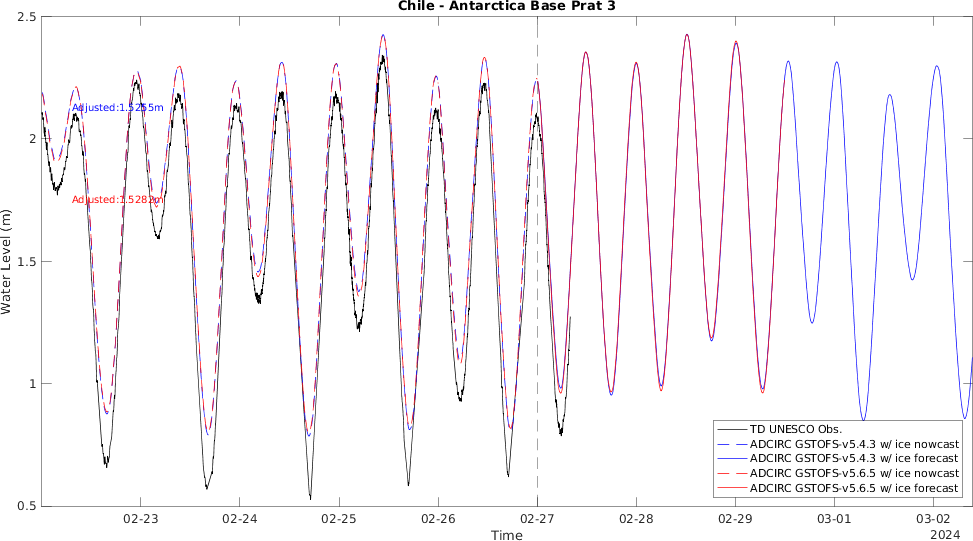 Chile - Antarctica Base Prat 3
2.5
2
1.5
1
0.5
Water Level (m)
Adjusted:1.5255m
Adjusted:1.5282m
TD UNESCO Obs.
ADCIRC GSTOFS-v5.4.3 w/ ice nowcast
ADCIRC GSTOFS-v5.4.3 w/ ice forecast
ADCIRC GSTOFS-v5.6.5 w/ ice nowcast
ADCIRC GSTOFS-v5.6.5 w/ ice forecast
02-23 02-24 02-25 02-26 02-27 02-28 02-29 03-01 03-02
Time
2024